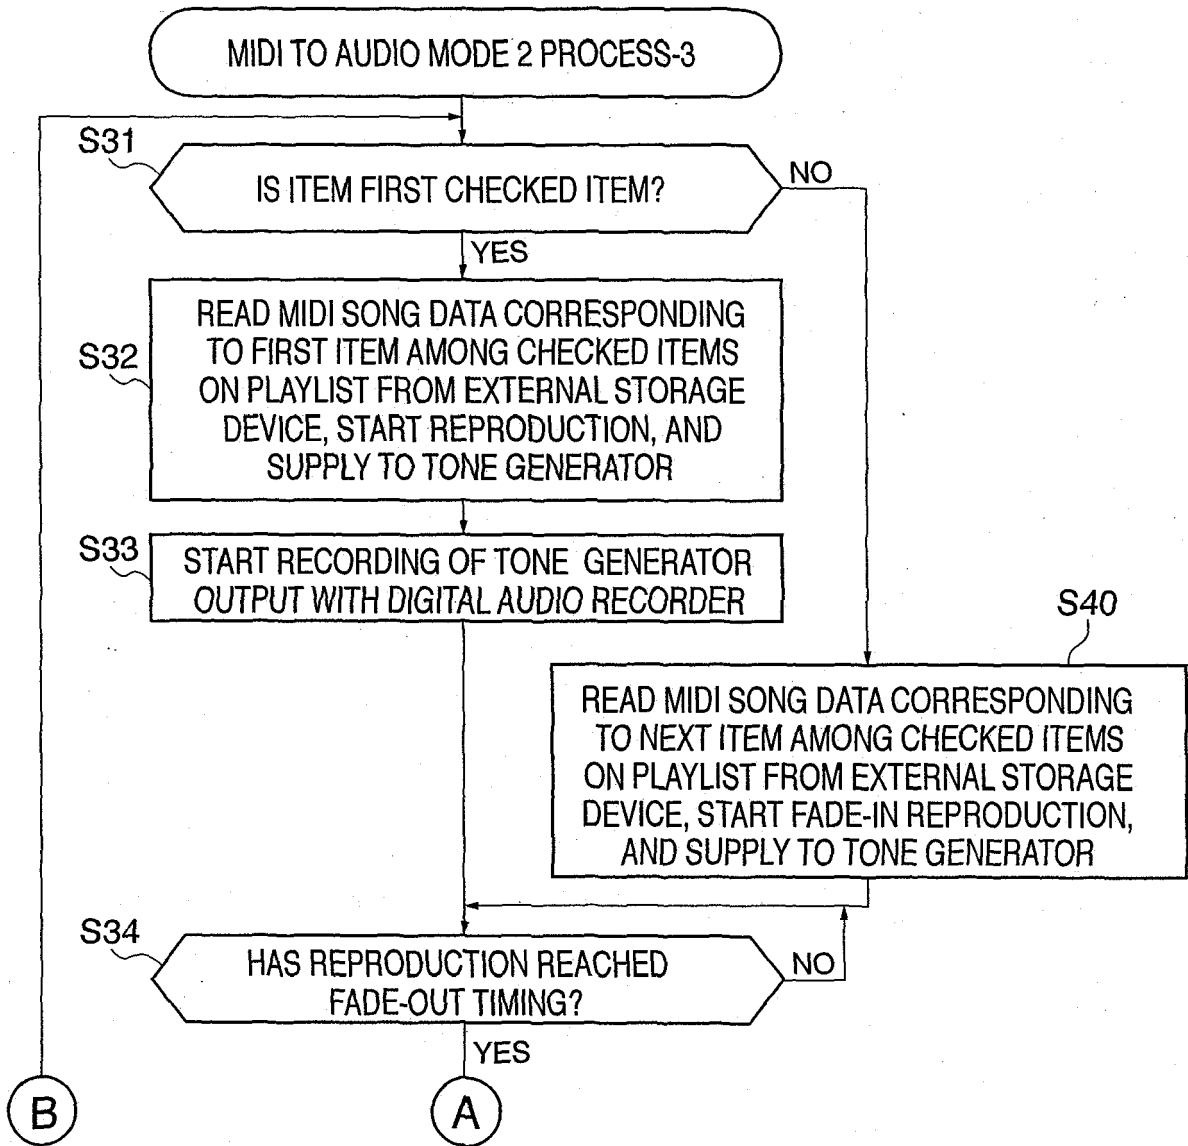 MIDI TO AUDIO MODE 2 PROCESS-3
S31
IS ITEM FIRST CHECKED ITEM?
NO
YES
S32
READ MIDI SONG DATA CORRESPONDING
TO FIRST ITEM AMONG CHECKED ITEMS
ON PLAYLIST FROM EXTERNAL STORAGE
DEVICE, START REPRODUCTION, AND
SUPPLY TO TONE GENERATOR
S33
START RECORDING OF TONE GENERATOR
OUTPUT WITH DIGITAL AUDIO RECORDER
S40
READ MIDI SONG DATA CORRESPONDING
TO NEXT ITEM AMONG CHECKED ITEMS
ON PLAYLIST FROM EXTERNAL STORAGE
DEVICE, START FADE-IN REPRODUCTION,
AND SUPPLY TO TONE GENERATOR
S34
HAS REPRODUCTION REACHED
FADE-OUT TIMING?
NO
YES
B
A